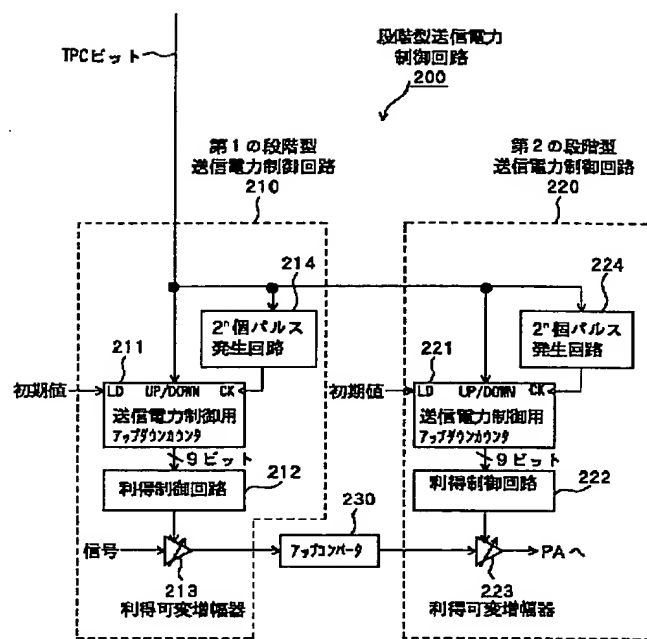 TPCビット
段階型送信電力
制御回路
200
第1の段階型
送信電力制御回路
210
第2の段階型
送信電力制御回路
220
214
2ⁿ個パルス
発生回路
224
2ⁿ個パルス
発生回路
211
初期値
LD UP/DOWN CK
送信電力制御用
アップダウンカウンタ
221
初期値
LD UP/DOWN CK
送信電力制御用
アップダウンカウンタ
9ビット
利得制御回路
212
9ビット
利得制御回路
222
信号
230
アップコンバータ
PAへ
213
利得可変増幅器
223
利得可変増幅器